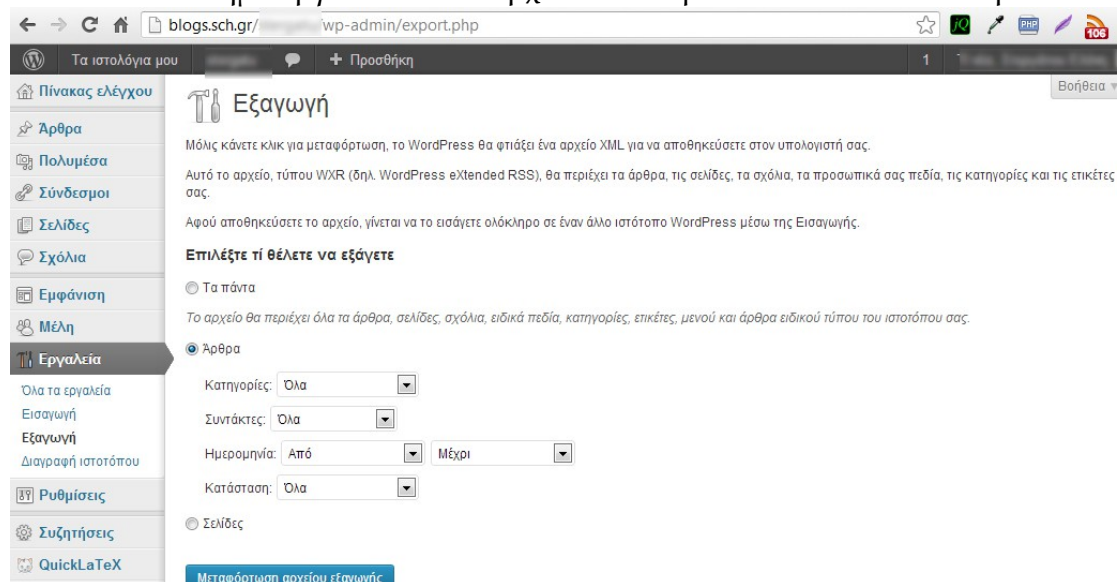 blogs.sch.gr/ /wp-admin/export.php
106
Τα ιστολόγια μου Προσθήκη 1
Πίνακας ελέγχου
Άρθρα
Πολυμέσα
Σύνδεσμοι
Σελίδες
Σχόλια
Εμφάνιση
Μέλη
Εργαλεία
Όλα τα εργαλεία
Εισαγωγή
Εξαγωγή
Διαγραφή ιστοτόπου
Ρυθμίσεις
Συζητήσεις
QuickLaTeX
Βοήθεια
Εξαγωγή
Μόλις κάνετε κλικ για μεταφόρτωση, το WordPress θα φτιάξει ένα αρχείο XML για να αποθηκεύσετε στον υπολογιστή σας.
Αυτό το αρχείο, τύπου WXR (δηλ. WordPress eXtended RSS), θα περιέχει τα άρθρα, τις σελίδες, τα σχόλια, τα προσωπικά σας πεδία, τις κατηγορίες και τις ετικέτες
σας.
Αφού αποθηκεύσετε το αρχείο, γίνεται να το εισάγετε ολόκληρο σε έναν άλλο ιστότοπο WordPress μέσω της Εισαγωγής.
Επιλέξτε τί θέλετε να εξάγετε
Τα πάντα
Το αρχείο θα περιέχει όλα τα άρθρα, σελίδες, σχόλια, ειδικά πεδία, κατηγορίες, ετικέτες, μενού και άρθρα ειδικού τύπου του ιστοτόπου σας.
Άρθρα
Κατηγορίες: Όλα
Συντάκτες: Όλα
Ημερομηνία: Από Μέχρι
Κατάσταση: Όλα
Σελίδες
Μεταφόρτωση αρχείου εξαγωγής